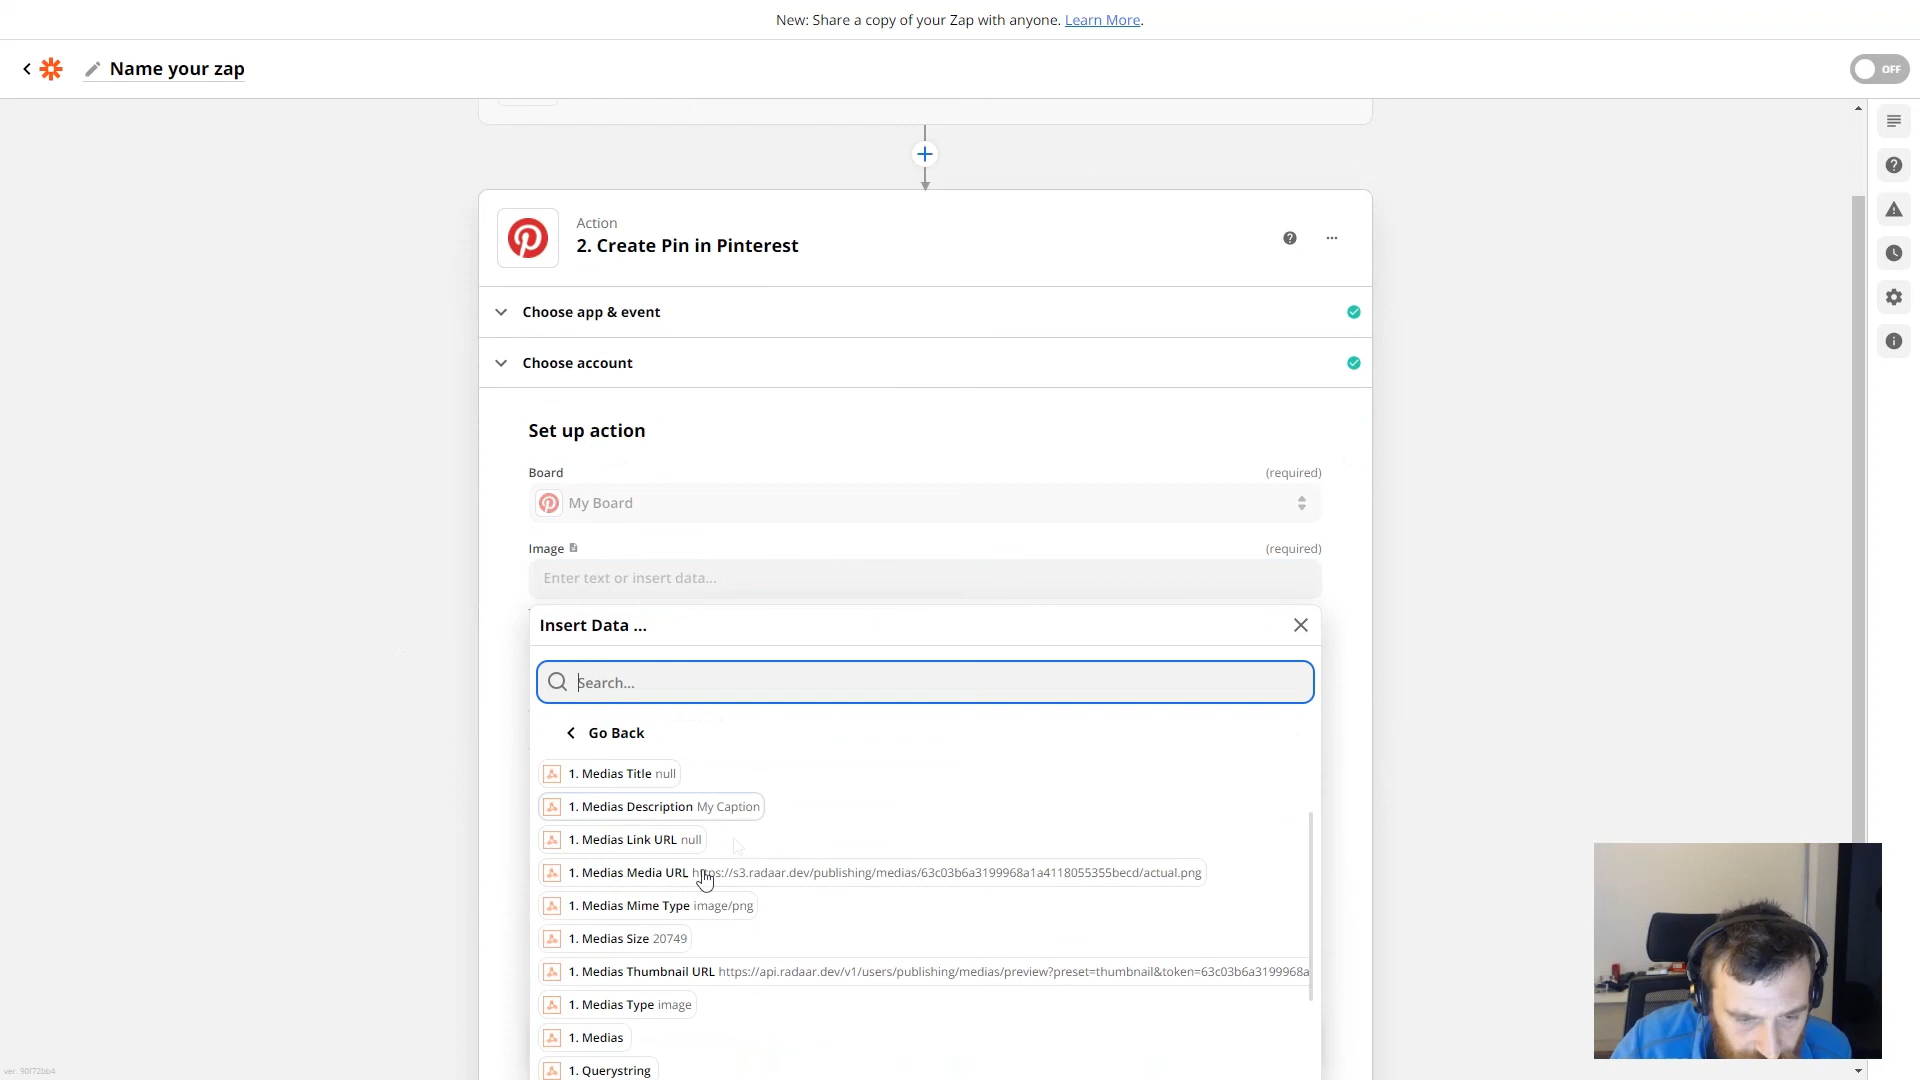 New: Share a copy of your Zap with anyone. Learn More.
Name your zap
OFF
Action
2. Create Pin in Pinterest
Choose app & event
Choose account
Set up action
Board (required)
My Board
Image (required)
Enter text or insert data...
Insert Data ...
Search...
Go Back
1. Medias Title null
1. Medias Description My Caption
1. Medias Link URL null
1. Medias Media URL https://s3.radaar.dev/publishing/medias/63c03b6a3199968a1a4118055355becd/actual.png
1. Medias Mime Type image/png
1. Medias Size 20749
1. Medias Thumbnail URL https://api.radaar.dev/v1/users/publishing/medias/preview?preset=thumbnail&token=63c03b6a3199968a
1. Medias Type image
1. Medias
1. Querystring
ver. 90f72bb4